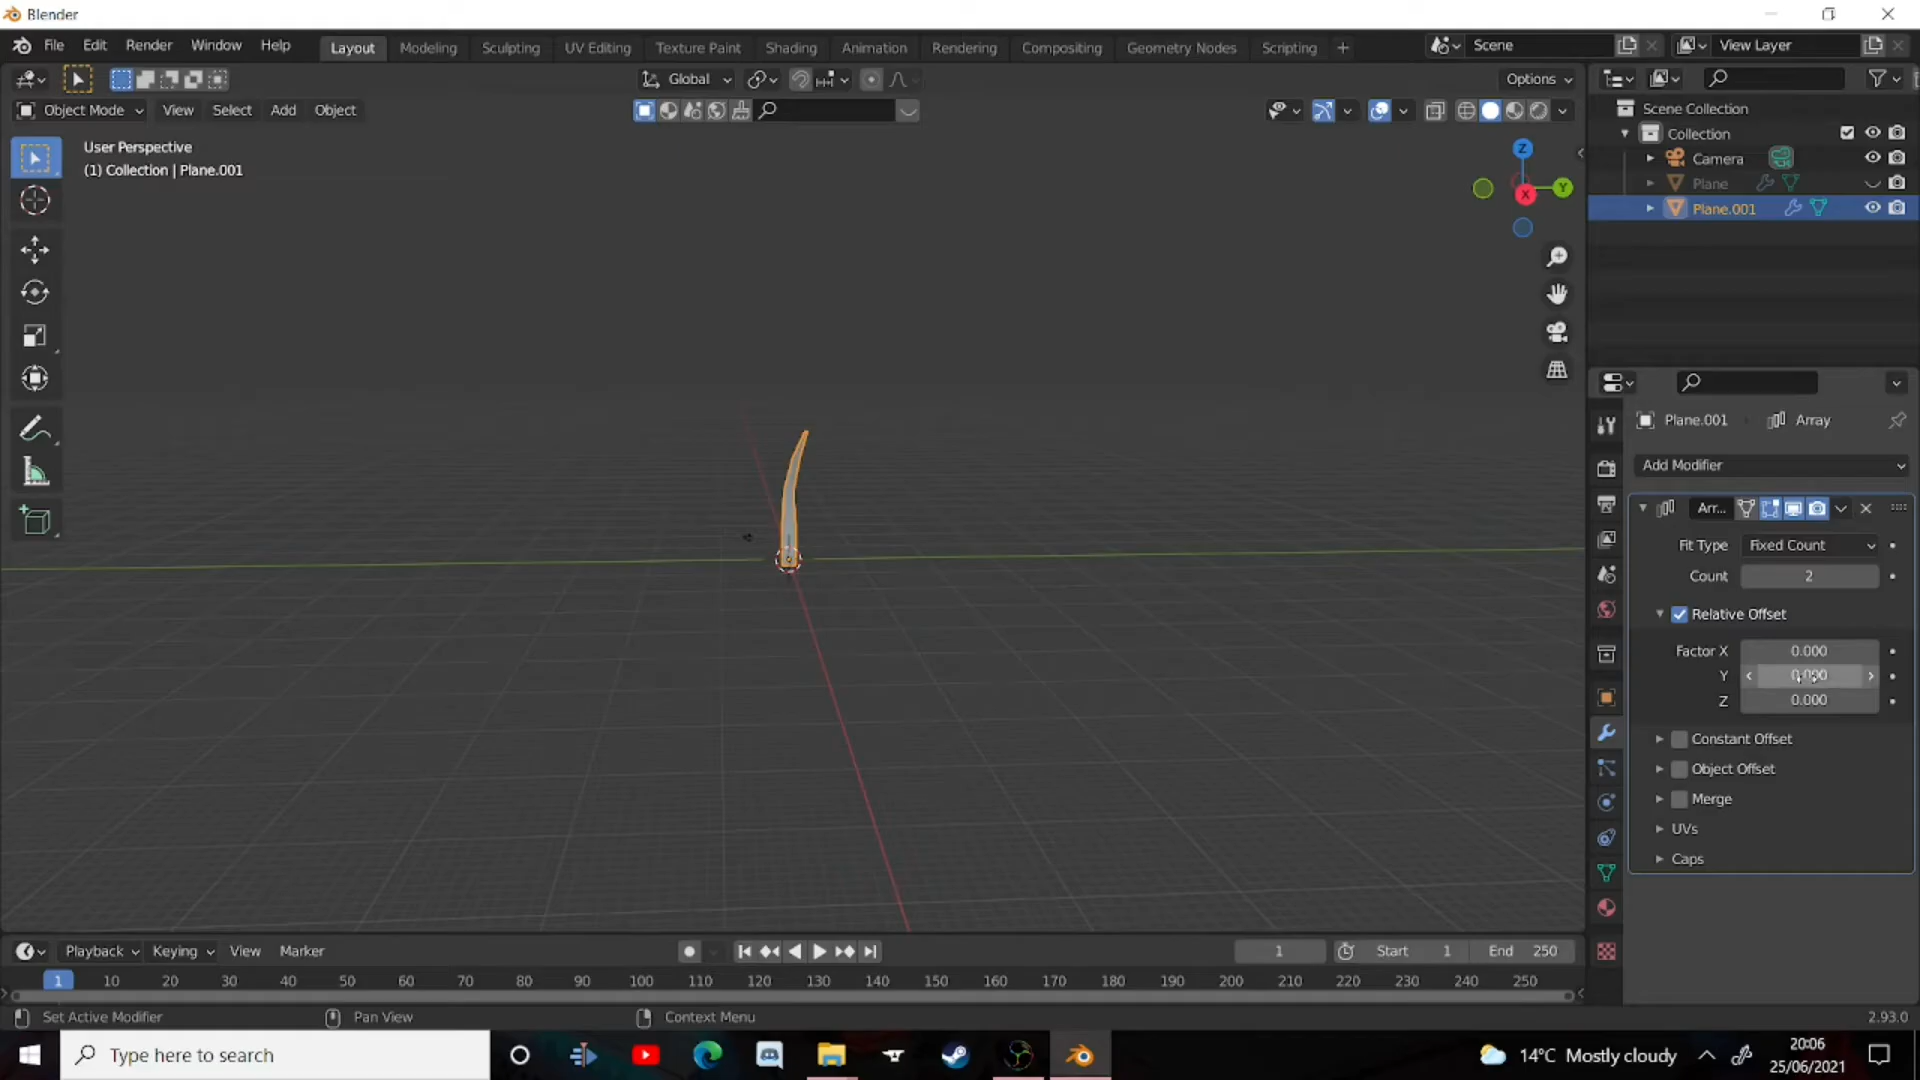 Blender
File Edit Render Window Help Layout Modeling Sculpting UV Editing Texture Paint Shading Animation Rendering Compositing Geometry Nodes Scripting + Scene View Layer
Global Options
Object Mode View Select Add Object
User Perspective
(1) Collection | Plane.001
Z
Y
X
Scene Collection
Collection
Camera
Plane
Plane.001
Plane.001 Array
Add Modifier
Arr...
Fit Type Fixed Count
Count 2
Relative Offset
Factor X 0.000
Y 0.000
Z 0.000
Constant Offset
Object Offset
Merge
UVs
Caps
Playback Keying View Marker 1 Start 1 End 250
1 10 20 30 40 50 60 70 80 90 100 110 120 130 140 150 160 170 180 190 200 210 220 230 240 250
Set Active Modifier Pan View Context Menu 2.93.0
Type here to search 14°C Mostly cloudy 20:06
25/06/2021